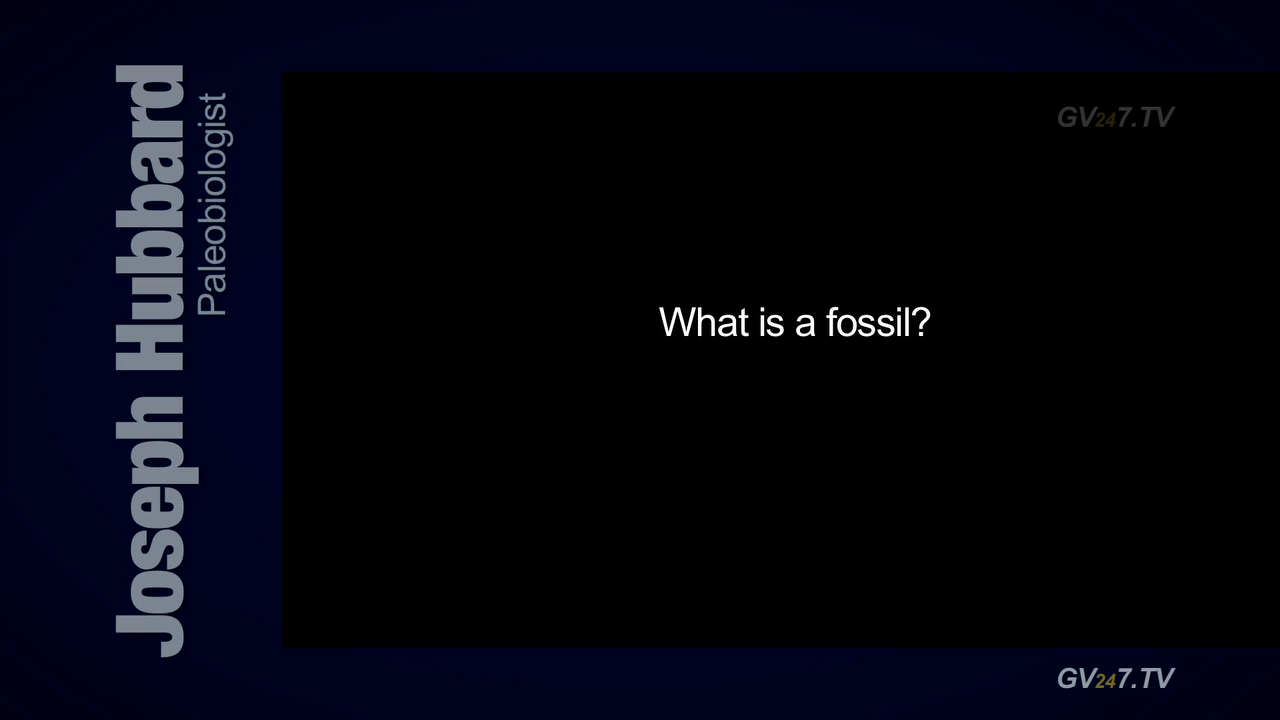 Joseph Hubbard
Paleobiologist
GV247.TV
What is a fossil?
GV247.TV